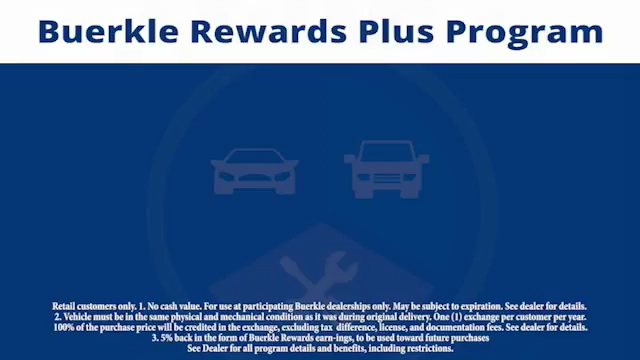 Buerkle Rewards Plus Program
Retail customers only. 1. No cash value. For use at participating Buerkle dealerships only. May be subject to expiration. See dealer for details.
2. Vehicle must be in the same physical and mechanical condition as it was during original delivery. One (1) exchange per customer per year.
100% of the purchase price will be credited in the exchange, excluding tax difference, license, and documentation fees. See dealer for details.
3. 5% back in the form of Buerkle Rewards earn-ings, to be used toward future purchases
See Dealer for all program details and benefits, including restrictions.